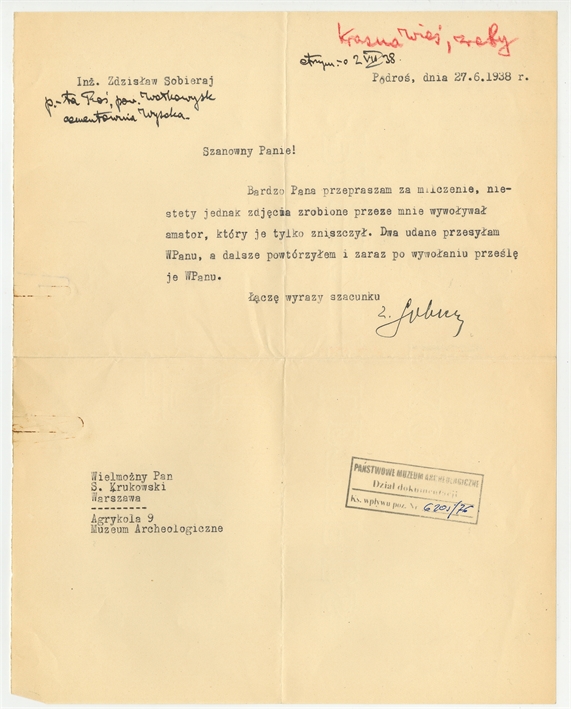 Krasna Wieś, zręby
otrzym. 2 VII 38
Inż. Zdzisław Sobieraj
Podroś, dnia 27.6.1938 r.
p-ta Roś, pow. Wołkowysk
cementownia Wysoka
Szanowny Panie!
Bardzo Pana przepraszam za milczenie, nie-
stety jednak zdjęcia zrobione przeze mnie wywoływał
amator, który je tylko zniszczył. Dwa udane przesyłam
WPanu, a dalsze powtórzyłem i zaraz po wywołaniu prześlę
je WPanu.
Łączę wyrazy szacunku
Z. Sobieraj
Wielmożny Pan
S. Krukowski
Warszawa
---------
Agrykola 9
Muzeum Archeologiczne
PAŃSTWOWE MUZEUM ARCHEOLOGICZNE
Dział dokumentacji
Ks. wpływu poz. Nr 6201/76